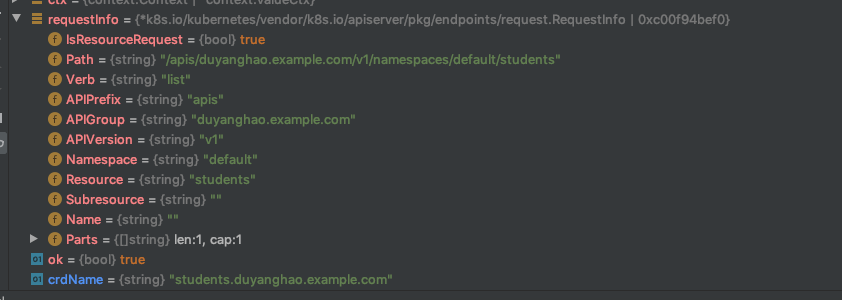 ctx = {context.Context | *context.valueCtx}
requestInfo = {*k8s.io/kubernetes/vendor/k8s.io/apiserver/pkg/endpoints/request.RequestInfo | 0xc00f94bef0}
f IsResourceRequest = {bool} true
f Path = {string} "/apis/duyanghao.example.com/v1/namespaces/default/students"
f Verb = {string} "list"
f APIPrefix = {string} "apis"
f APIGroup = {string} "duyanghao.example.com"
f APIVersion = {string} "v1"
f Namespace = {string} "default"
f Resource = {string} "students"
f Subresource = {string} ""
f Name = {string} ""
f Parts = {[]string} len:1, cap:1
01 ok = {bool} true
01 crdName = {string} "students.duyanghao.example.com"